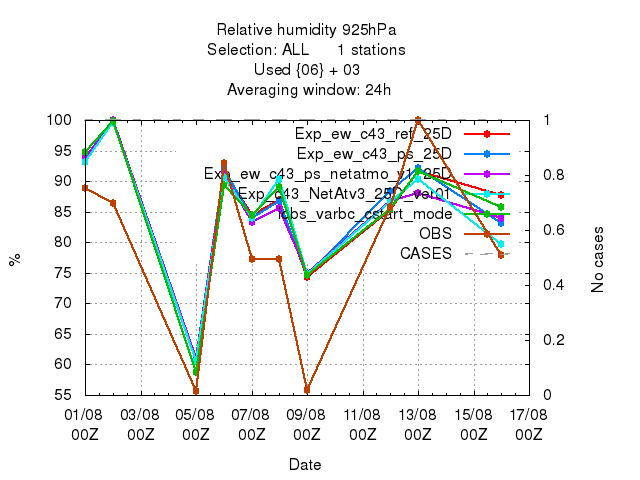 Relative humidity 925hPa
Selection: ALL 1 stations
Used {06} + 03
Averaging window: 24h
Exp_ew_c43_ref_25D
Exp_ew_c43_ps_25D
Exp_ew_c43_ps_netatmo_v1_25D
Exp_c43_NetAtv3_25D_ver01
iobs_varbc_cstart_mode
OBS
CASES
100
95
90
85
80
75
70
65
60
55
%
1
0.8
0.6
0.4
0.2
0
No cases
01/08 03/08 05/08 07/08 09/08 11/08 13/08 15/08 17/08
00Z 00Z 00Z 00Z 00Z 00Z 00Z 00Z 00Z
Date